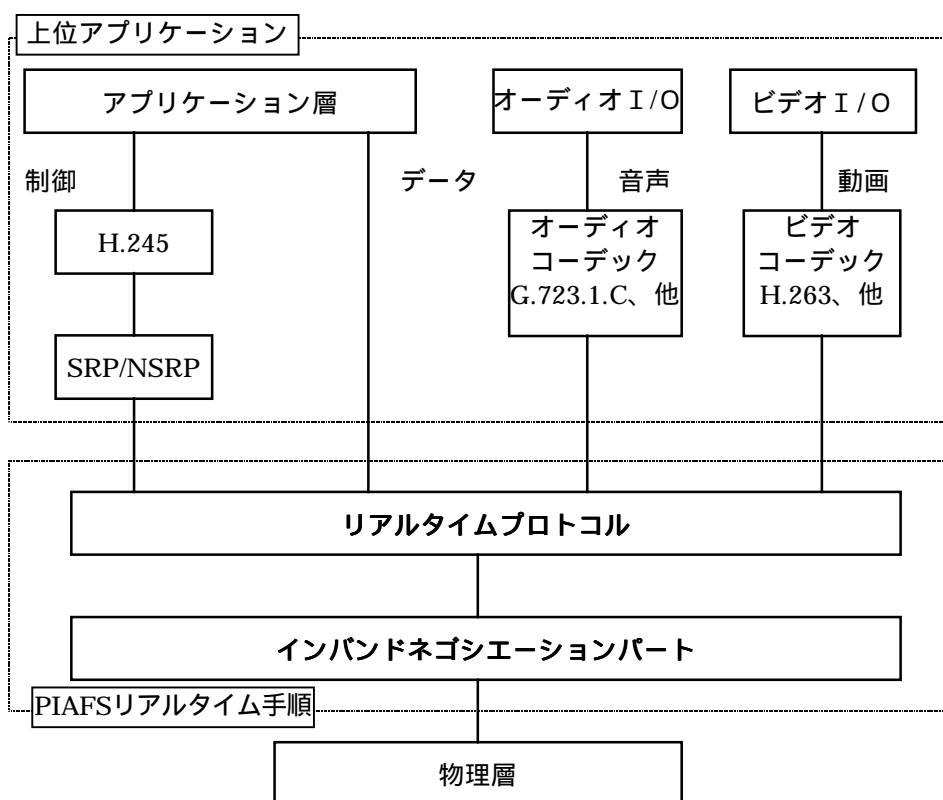 上位アプリケーション
アプリケーション層
オーディオI/O
ビデオI/O
制御
データ
音声
動画
H.245
オーディオ
コーデック
G.723.1.C、他
ビデオ
コーデック
H.263、他
SRP/NSRP
リアルタイムプロトコル
インバンドネゴシエーションパート
PIAFSリアルタイム手順
物理層